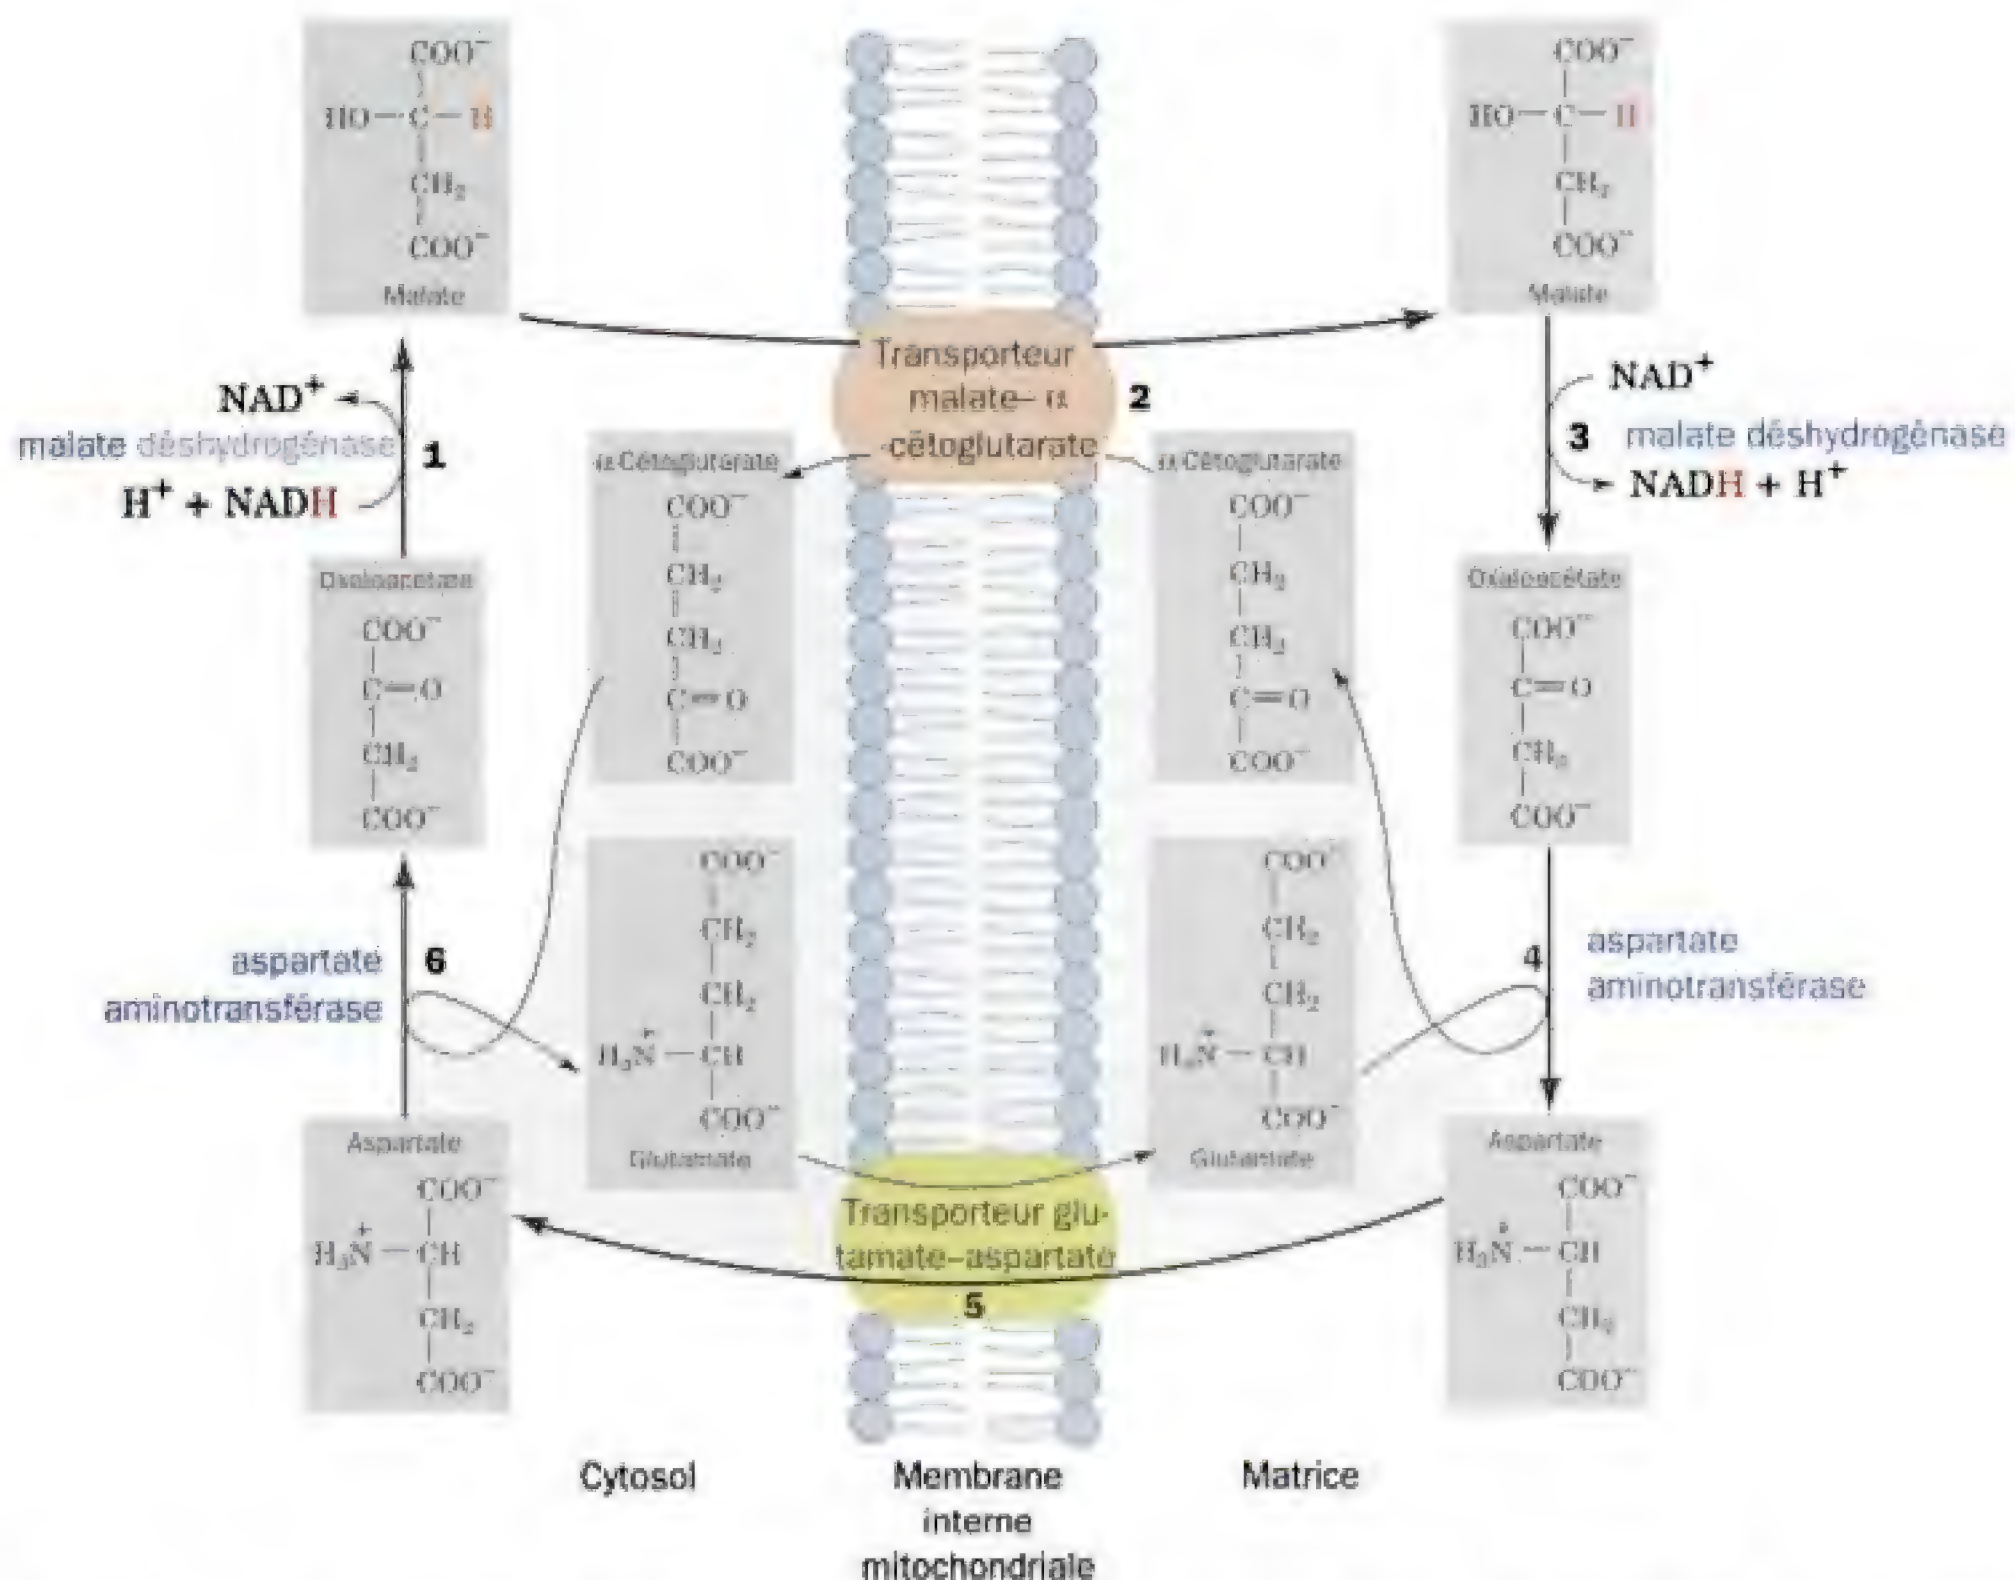 COO⁻
HO—C—H
CH₂
COO⁻
Malate
NAD⁺
malate déshydrogénase
1
H⁺ + NADH
Oxaloacétate
COO⁻
C=O
CH₂
COO⁻
aspartate
aminotransférase
6
Aspartate
COO⁻
H₃N⁺—CH
CH₂
COO⁻
α Cétoglutarate
COO⁻
CH₂
CH₂
C=O
COO⁻
COO⁻
CH₂
CH₂
H₃N⁺—CH
COO⁻
Glutamate
Transporteur
malate–α
-cétoglutarate
2
Transporteur glu-
tamate–aspartate
5
α Cétoglutarate
COO⁻
CH₂
CH₂
C=O
COO⁻
COO⁻
CH₂
CH₂
H₃N⁺—CH
COO⁻
Glutamate
COO⁻
HO—C—H
CH₂
COO⁻
Malate
NAD⁺
3
malate déshydrogénase
NADH + H⁺
Oxaloacétate
COO⁻
C=O
CH₂
COO⁻
4
aspartate
aminotransférase
Aspartate
COO⁻
H₃N⁺—CH
CH₂
COO⁻
Cytosol
Membrane
interne
mitochondriale
Matrice